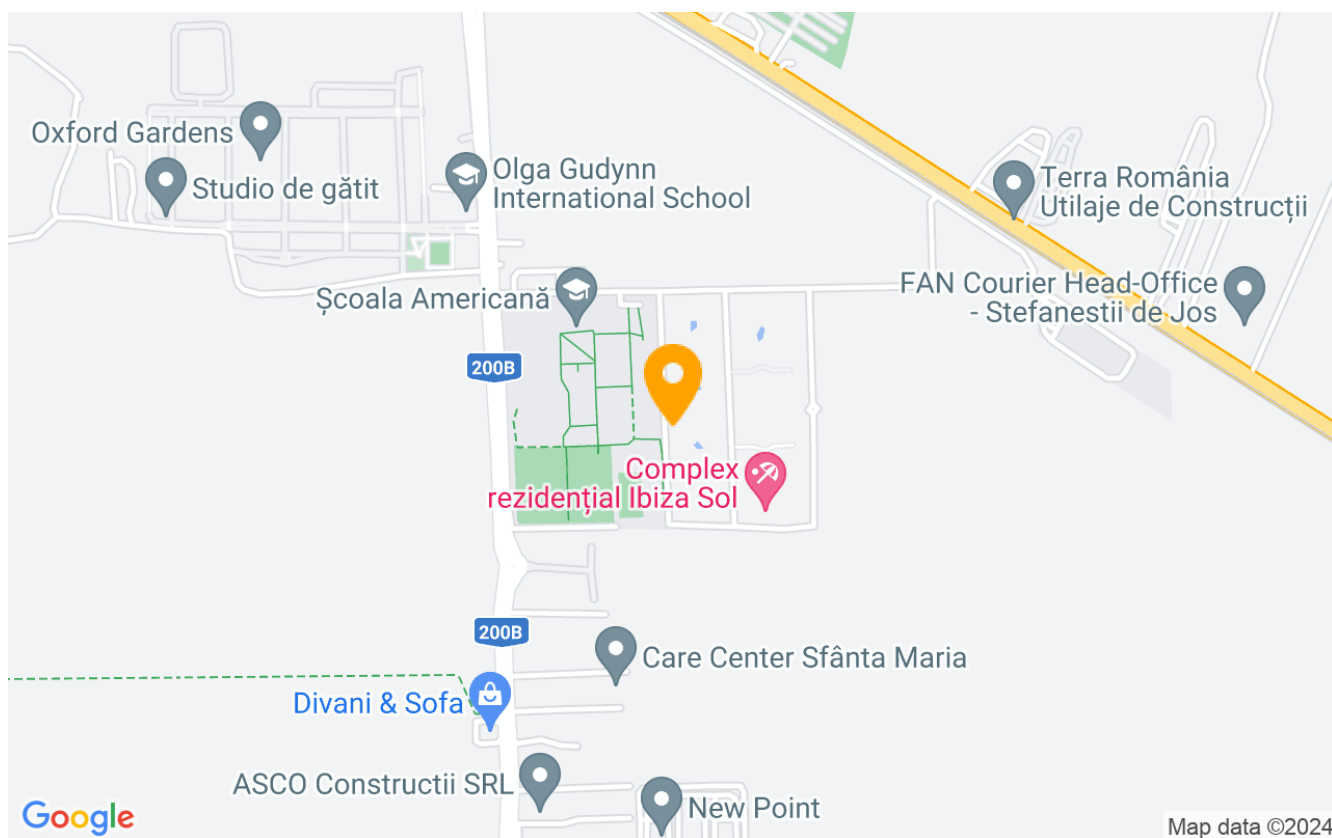 Oxford Gardens
Studio de gătit
Olga Gudynn
International School
Terra România
Utilaje de Construcții
FAN Courier Head-Office
- Stefanestii de Jos
Școala Americană
200B
Complex
rezidențial Ibiza Sol
200B
Care Center Sfânta Maria
Divani & Sofa
ASCO Constructii SRL
New Point
Google
Map data ©2024